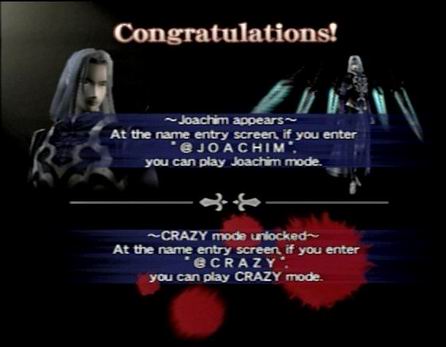 Congratulations!
~Joachim appears~
At the name entry screen, if you enter
"@JOACHIM",
you can play Joachim mode.
~CRAZY mode unlocked~
At the name entry screen, if you enter
"@CRAZY",
you can play CRAZY mode.